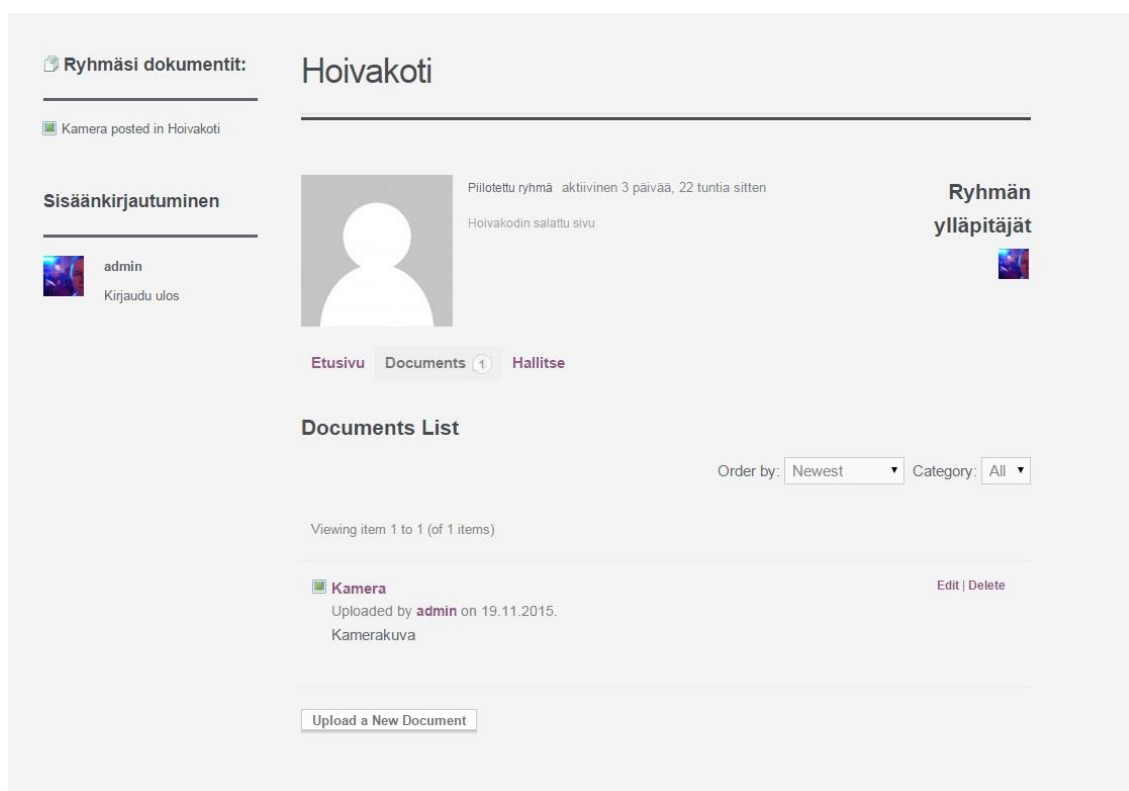 Ryhmäsi dokumentit:
Kamera posted in Hoivakoti
Sisäänkirjautuminen
admin
Kirjaudu ulos
Hoivakoti
Piilotettu ryhmä aktiivinen 3 päivää, 22 tuntia sitten
Hoivakodin salattu sivu
Ryhmän
ylläpitäjät
Etusivu Documents 1 Hallitse
Documents List
Order by: Newest Category: All
Viewing item 1 to 1 (of 1 items)
Kamera Edit | Delete
Uploaded by admin on 19.11.2015.
Kamerakuva
Upload a New Document